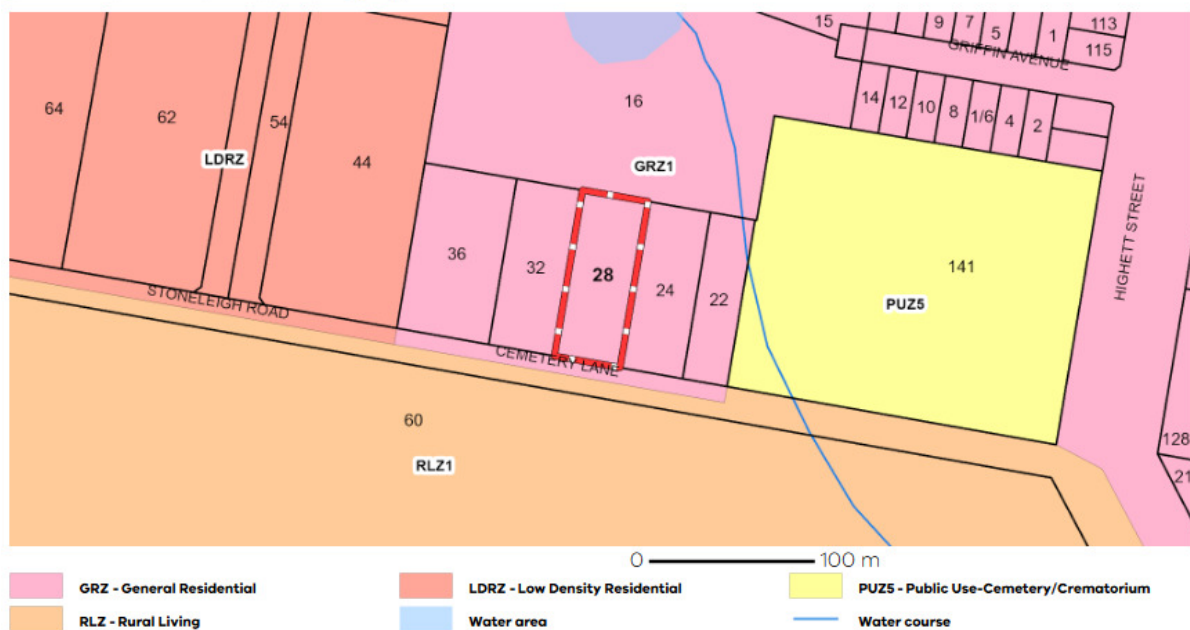 15
9
7
5
1
113
115
GRIFFIN AVENUE
64
62
54
44
LDRZ
16
GRZ1
14
12
10
8
1/6
4
2
36
32
28
24
22
141
PUZ5
HIGHETT STREET
STONELEIGH ROAD
CEMETERY LANE
60
RLZ1
128
21
0 100 m
GRZ - General Residential
LDRZ - Low Density Residential
PUZ5 - Public Use-Cemetery/Crematorium
RLZ - Rural Living
Water area
Water course